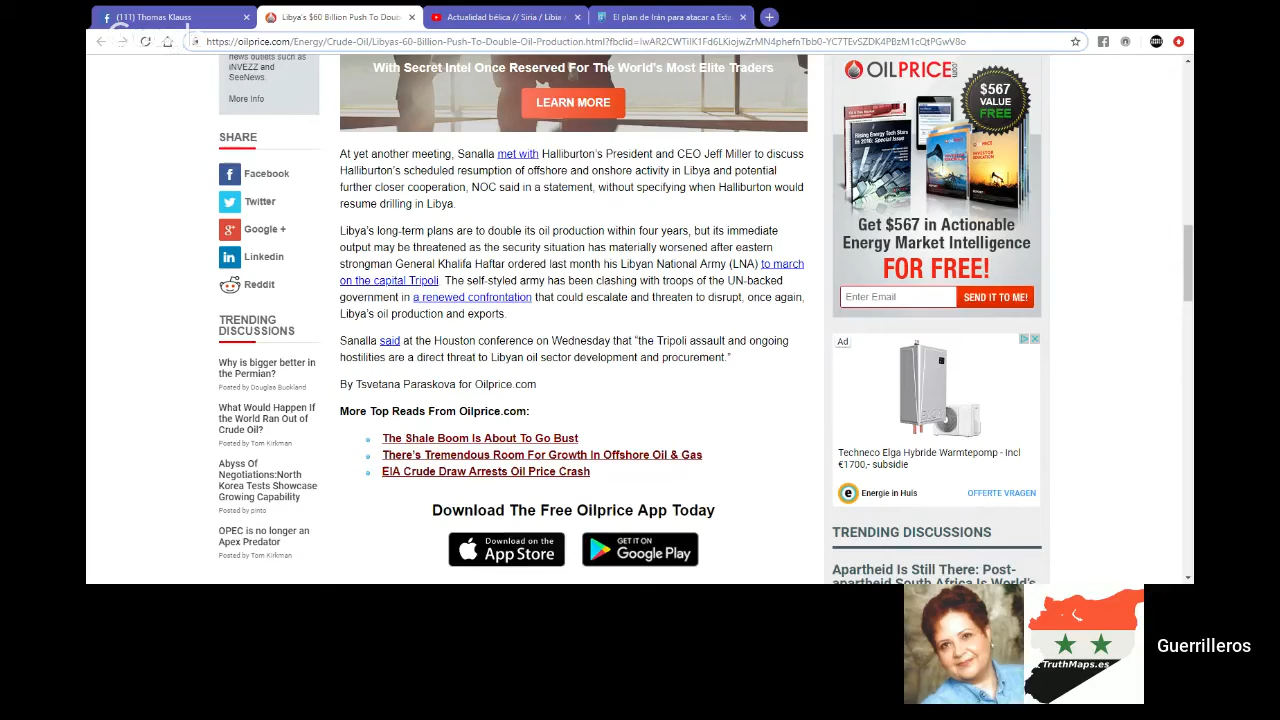 (111) Thomas Klauss
Libya's $60 Billion Push To Doub
Actualidad bélica // Siria / Libia
El plan de Irán para atacar a Esta
https://oilprice.com/Energy/Crude-Oil/Libyas-60-Billion-Push-To-Double-Oil-Production.html?fbclid=IwAR2CWTiIK1Fd6LKiojwZrMN4phefnTbb0-YC7TEvSZDK4PBzM1cQtPGwV8o
news outlets such as
iNVEZZ and
SeeNews.
More Info
SHARE
Facebook
Twitter
Google +
Linkedin
Reddit
TRENDING
DISCUSSIONS
Why is bigger better in
the Permian?
Posted by Douglas Buckland
What Would Happen If
the World Ran Out of
Crude Oil?
Posted by Tom Kirkman
Abyss Of
Negotiations:North
Korea Tests Showcase
Growing Capability
Posted by pinto
OPEC is no longer an
Apex Predator
Posted by Tom Kirkman
With Secret Intel Once Reserved For The World's Most Elite Traders
LEARN MORE
At yet another meeting, Sanalla met with Halliburton's President and CEO Jeff Miller to discuss
Halliburton's scheduled resumption of offshore and onshore activity in Libya and potential
further closer cooperation, NOC said in a statement, without specifying when Halliburton would
resume drilling in Libya.
Libya's long-term plans are to double its oil production within four years, but its immediate
output may be threatened as the security situation has materially worsened after eastern
strongman General Khalifa Haftar ordered last month his Libyan National Army (LNA) to march
on the capital Tripoli. The self-styled army has been clashing with troops of the UN-backed
government in a renewed confrontation that could escalate and threaten to disrupt, once again,
Libya's oil production and exports.
Sanalla said at the Houston conference on Wednesday that “the Tripoli assault and ongoing
hostilities are a direct threat to Libyan oil sector development and procurement.”
By Tsvetana Paraskova for Oilprice.com
More Top Reads From Oilprice.com:
The Shale Boom Is About To Go Bust
There's Tremendous Room For Growth In Offshore Oil & Gas
EIA Crude Draw Arrests Oil Price Crash
Download The Free Oilprice App Today
Download on the
App Store
GET IT ON
Google Play
OILPRICE.COM
$567
VALUE
FREE
Get $567 in Actionable
Energy Market Intelligence
FOR FREE!
Enter Email
SEND IT TO ME!
Ad
Techneco Elga Hybride Warmtepomp - Incl
€1700,- subsidie
Energie in Huis
OFFERTE VRAGEN
TRENDING DISCUSSIONS
Apartheid Is Still There: Post-
apartheid South Africa Is World's
TruthMaps.es
Guerrilleros